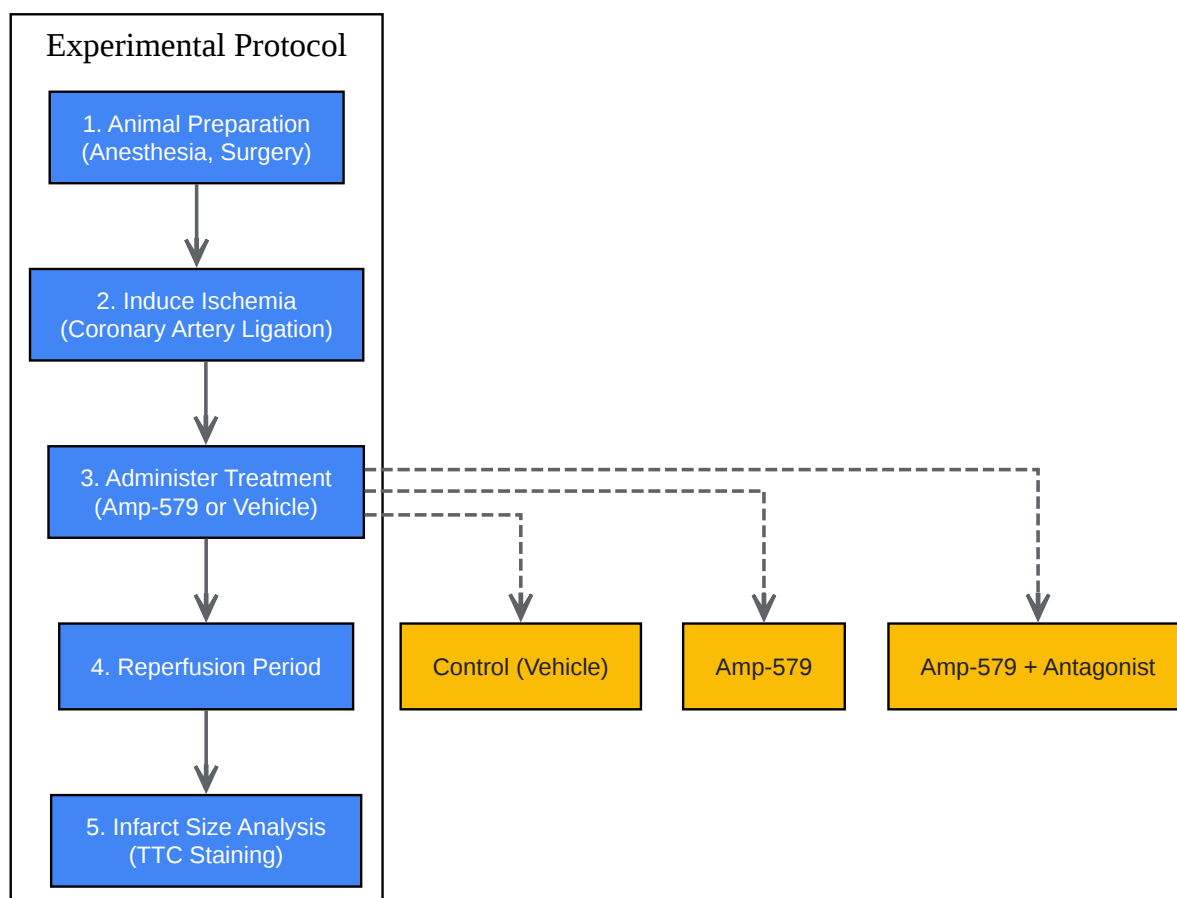 Experimental Protocol
1. Animal Preparation
(Anesthesia, Surgery)
2. Induce Ischemia
(Coronary Artery Ligation)
3. Administer Treatment
(Amp-579 or Vehicle)
4. Reperfusion Period
Control (Vehicle)
Amp-579
Amp-579 + Antagonist
5. Infarct Size Analysis
(TTC Staining)